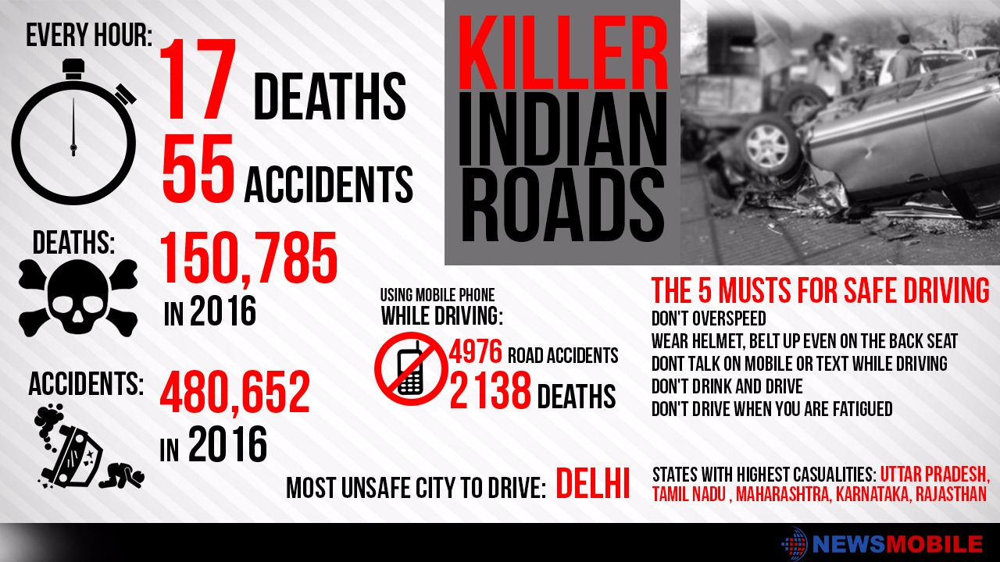 EVERY HOUR:
17 DEATHS
55 ACCIDENTS
DEATHS:
150,785
IN 2016
ACCIDENTS:
480,652
IN 2016
KILLER
INDIAN
ROADS
USING MOBILE PHONE
WHILE DRIVING:
4976 ROAD ACCIDENTS
2138 DEATHS
MOST UNSAFE CITY TO DRIVE: DELHI
THE 5 MUSTS FOR SAFE DRIVING
DON'T OVERSPEED
WEAR HELMET, BELT UP EVEN ON THE BACK SEAT
DONT TALK ON MOBILE OR TEXT WHILE DRIVING
DON'T DRINK AND DRIVE
DON'T DRIVE WHEN YOU ARE FATIGUED
STATES WITH HIGHEST CASUALITIES: UTTAR PRADESH,
TAMIL NADU , MAHARASHTRA, KARNATAKA, RAJASTHAN
NEWSMOBILE